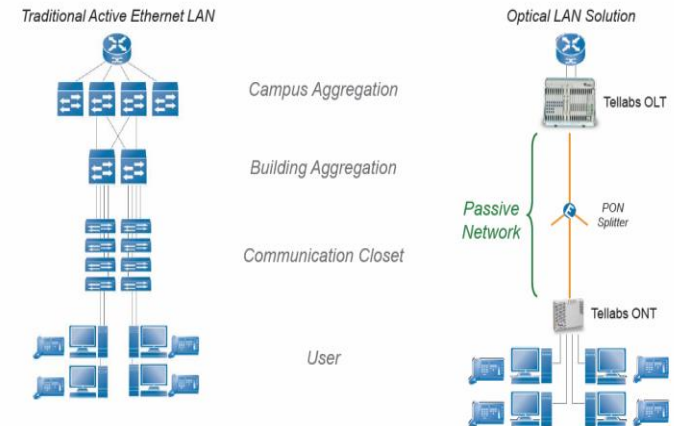 Traditional Active Ethernet LAN
Optical LAN Solution
Campus Aggregation
Tellabs OLT
Building Aggregation
Passive
Network
PON
Splitter
Communication Closet
Tellabs ONT
User